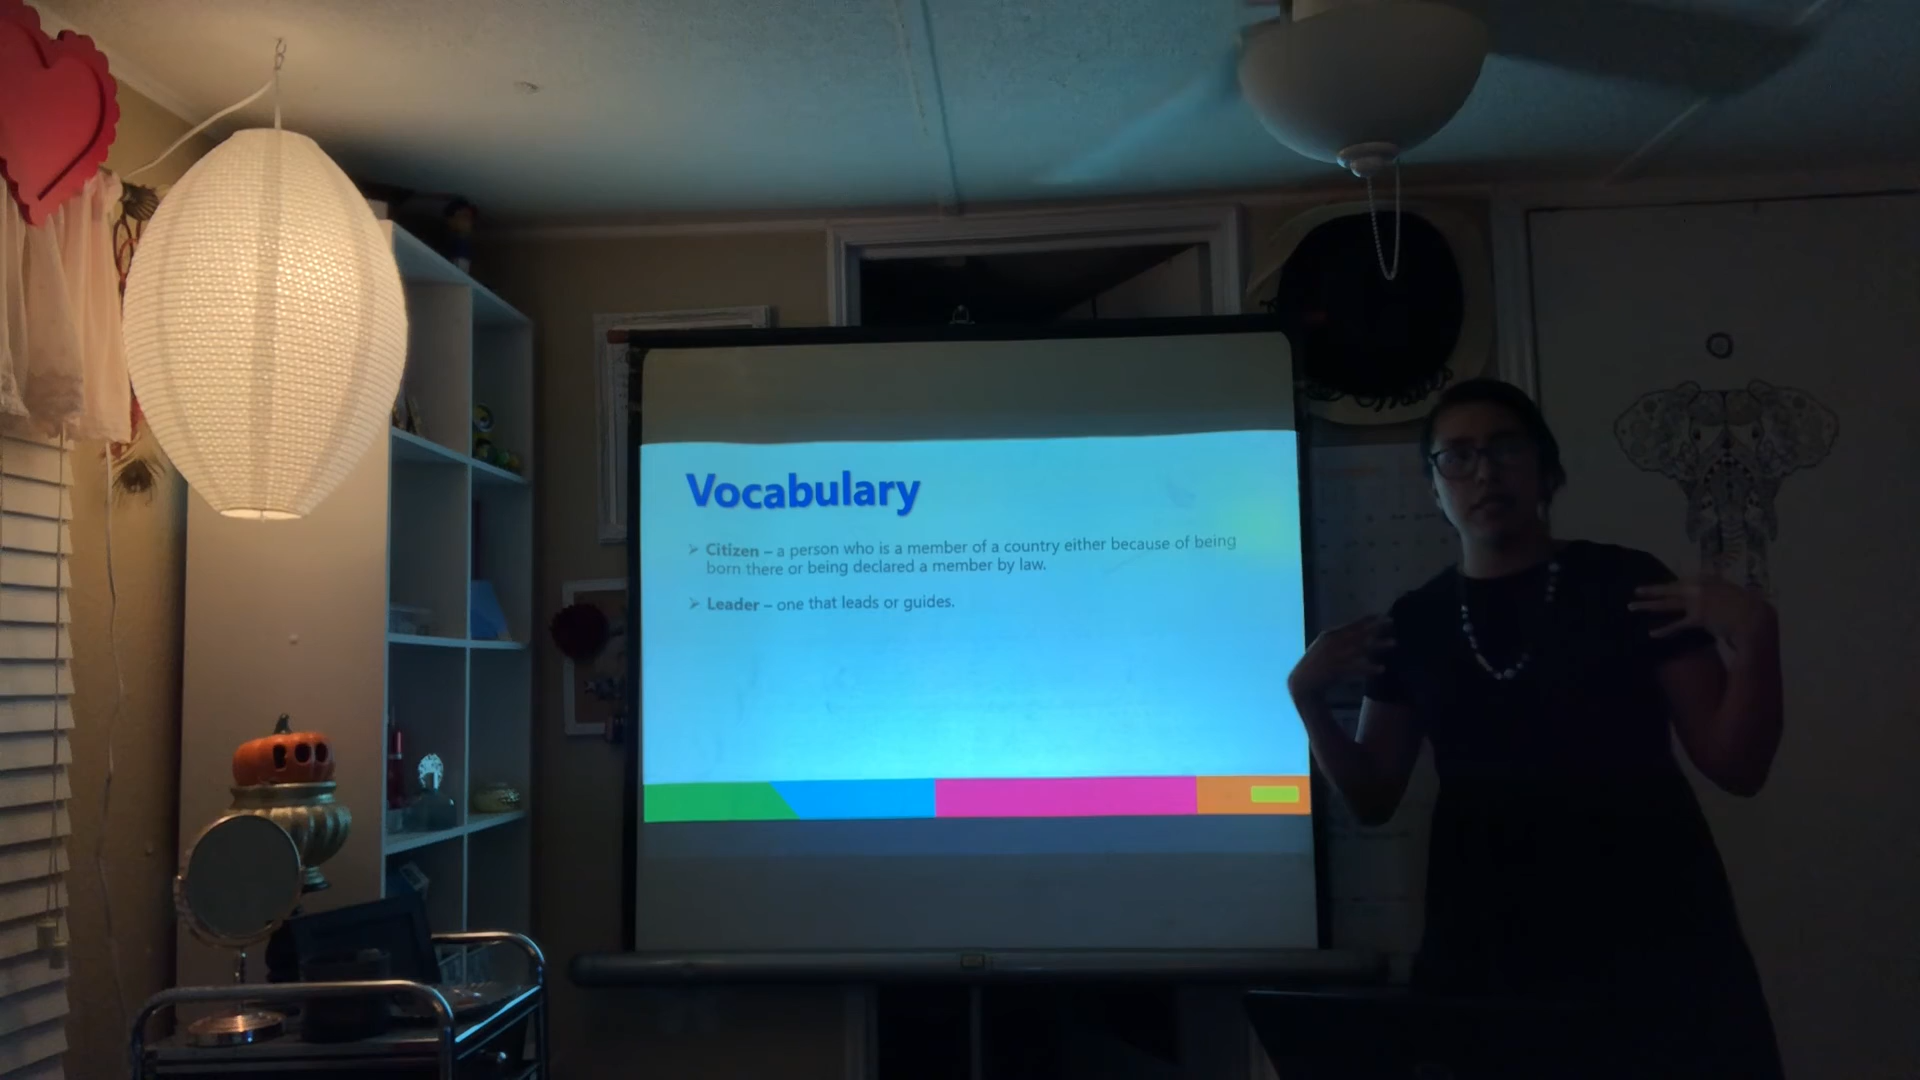 Vocabulary
➢ Citizen – a person who is a member of a country either because of being
born there or being declared a member by law.
➢ Leader – one that leads or guides.